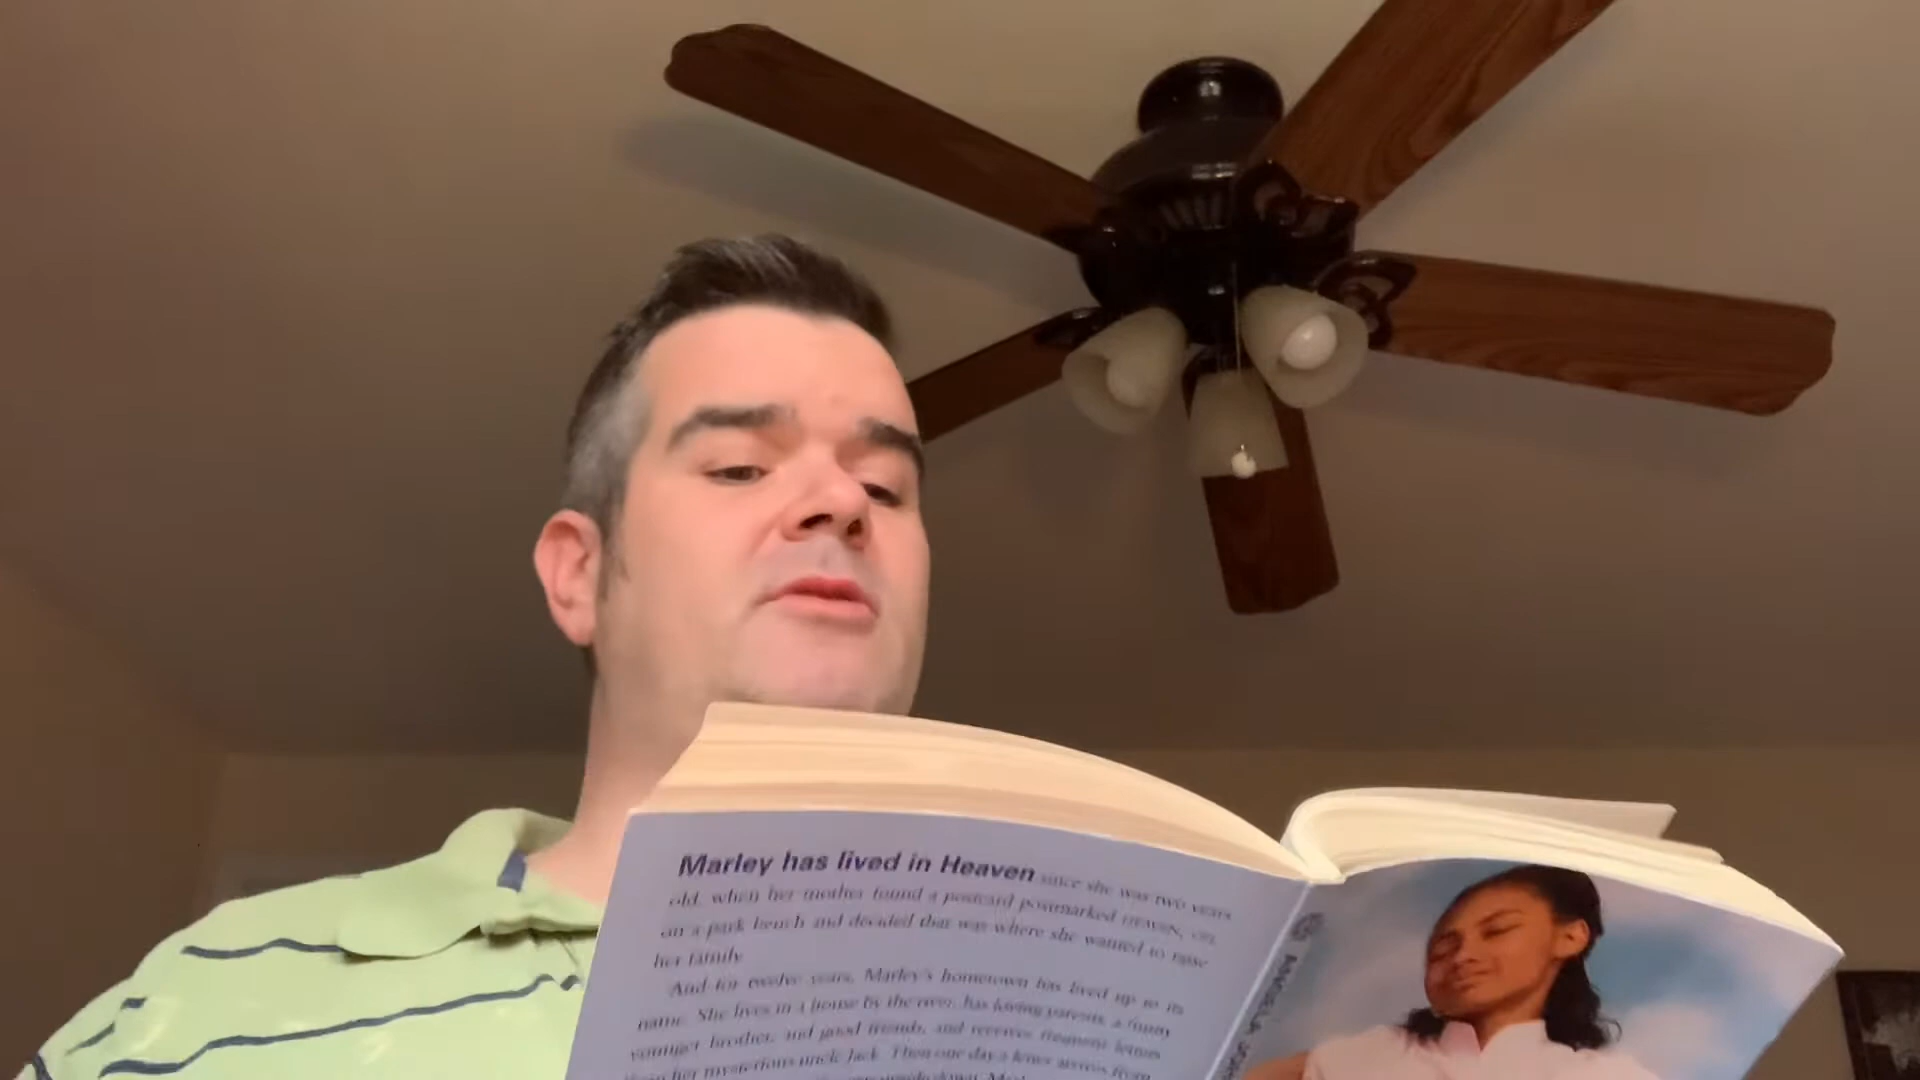 Marley has lived in Heaven since she was two years
old, when her mother found a postcard postmarked HEAVEN, OH
on a park bench and decided that was where she wanted to raise
her family.
And for twelve years, Marley's hometown has lived up to its
name. She lives in a house by the river, has loving parents, a funny
younger brother, and good friends, and receives frequent letters
from her mysterious uncle Jack. Then one day a letter arrives from
ANGELA